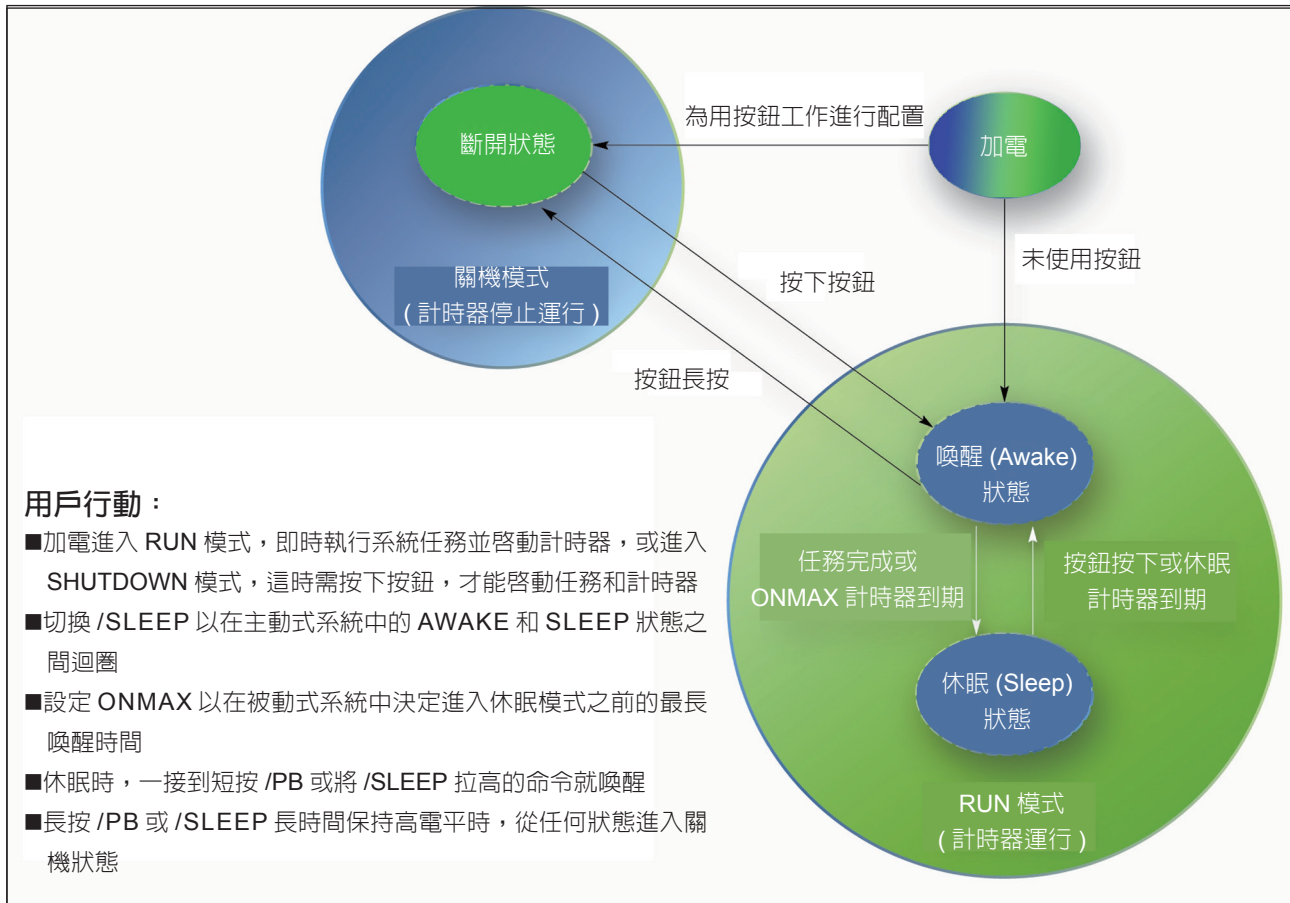 為用按鈕工作進行配置
加電
斷開狀態
未使用按鈕
按下按鈕
關機模式
( 計時器停止運行 )
按鈕長按
喚醒 (Awake)
狀態
任務完成或
ONMAX 計時器到期
按鈕按下或休眠
計時器到期
休眠 (Sleep)
狀態
RUN 模式
( 計時器運行 )
用戶行動：
■加電進入 RUN 模式，即時執行系統任務並啓動計時器，或進入
SHUTDOWN 模式，這時需按下按鈕，才能啓動任務和計時器
■切換 /SLEEP 以在主動式系統中的 AWAKE 和 SLEEP 狀態之
間迴圈
■設定 ONMAX 以在被動式系統中決定進入休眠模式之前的最長
喚醒時間
■休眠時，一接到短按 /PB 或將 /SLEEP 拉高的命令就喚醒
■長按 /PB 或 /SLEEP 長時間保持高電平時，從任何狀態進入關
機狀態